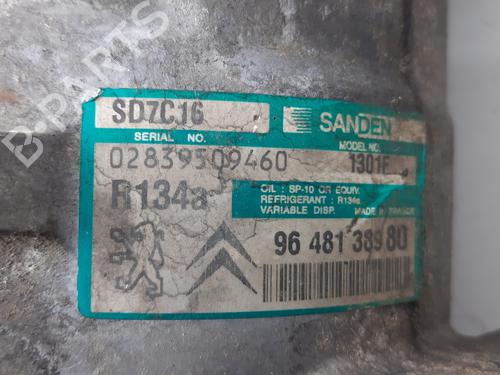 B-PARTS
SD7C16
SANDEN
SERIAL NO.
MODEL NO.
02839509460
1301F
R134a
OIL : SP-10 OR EQUIV.
REFRIGERANT : R134a
VARIABLE DISP. MADE IN FRANCE
96 481 389 80